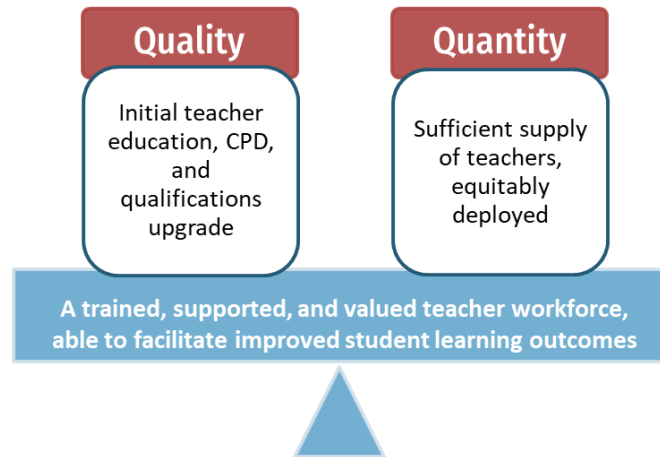 Quality
Initial teacher
education, CPD,
and
qualifications
upgrade
Quantity
Sufficient supply
of teachers,
equitably
deployed
A trained, supported, and valued teacher workforce,
able to facilitate improved student learning outcomes